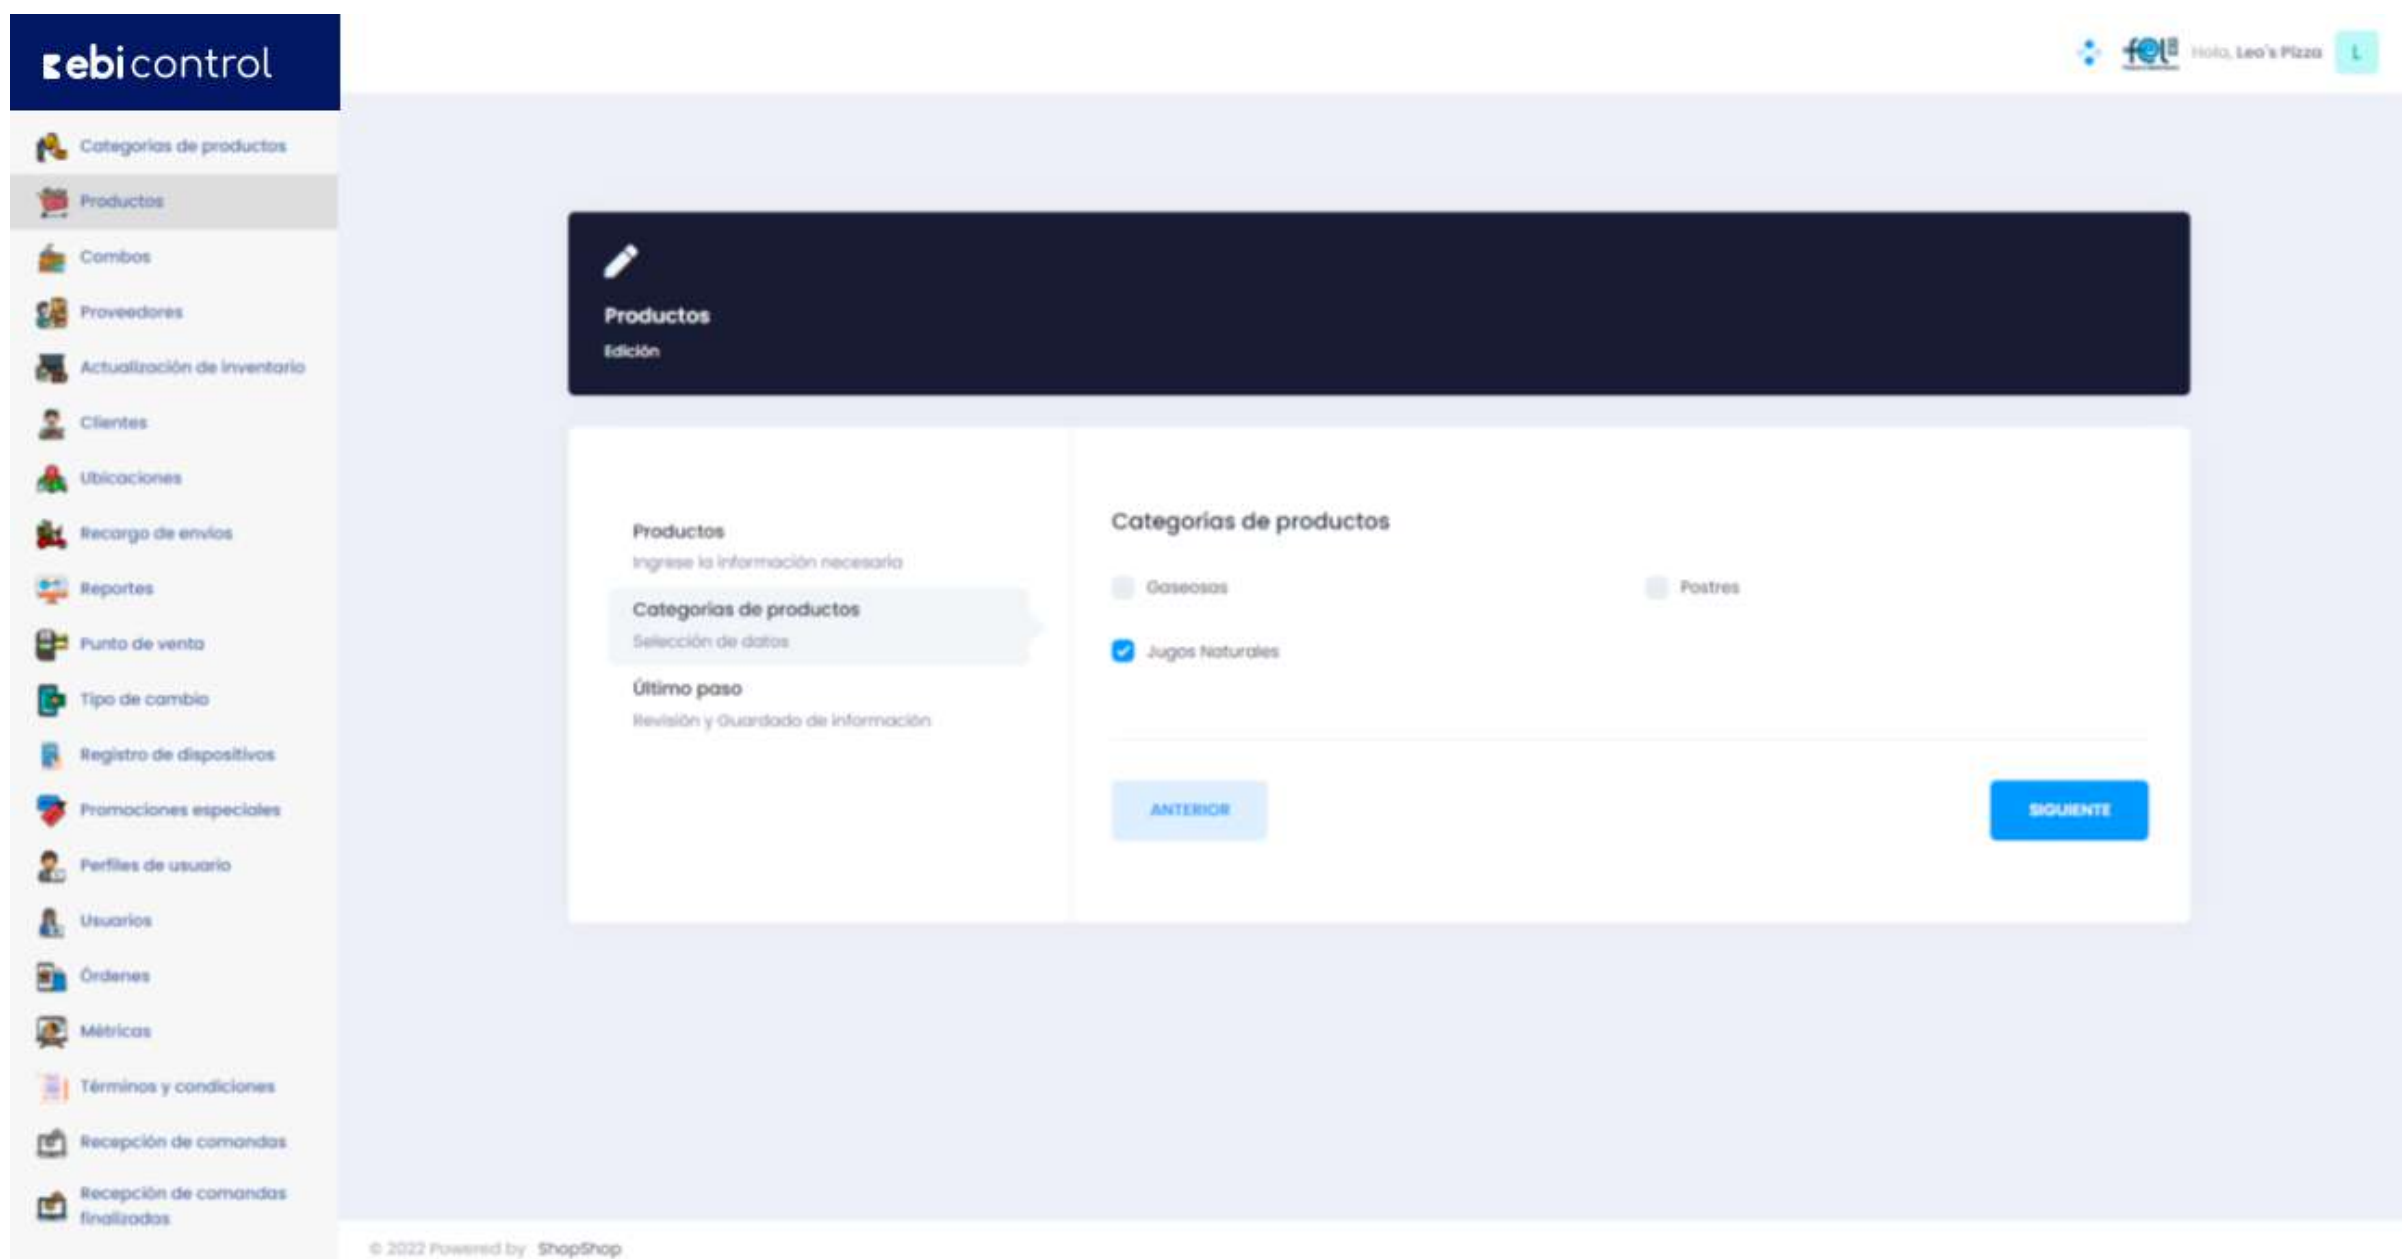 ebicontrol
Hola, Leo's Pizza L
Categorías de productos
Productos
Combos
Proveedores
Actualización de inventario
Clientes
Ubicaciones
Recargo de envíos
Reportes
Punto de venta
Tipo de cambio
Registro de dispositivos
Promociones especiales
Perfiles de usuario
Usuarios
Órdenes
Métricas
Términos y condiciones
Recepción de comandas
Recepción de comandas
finalizadas
Productos
Edición
Productos
Ingrese la información necesaria
Categorías de productos
Selección de datos
Último paso
Revisión y Guardado de información
Categorías de productos
Gaseosas
Postres
Jugos Naturales
ANTERIOR
SIGUIENTE
© 2022 Powered by ShopShop